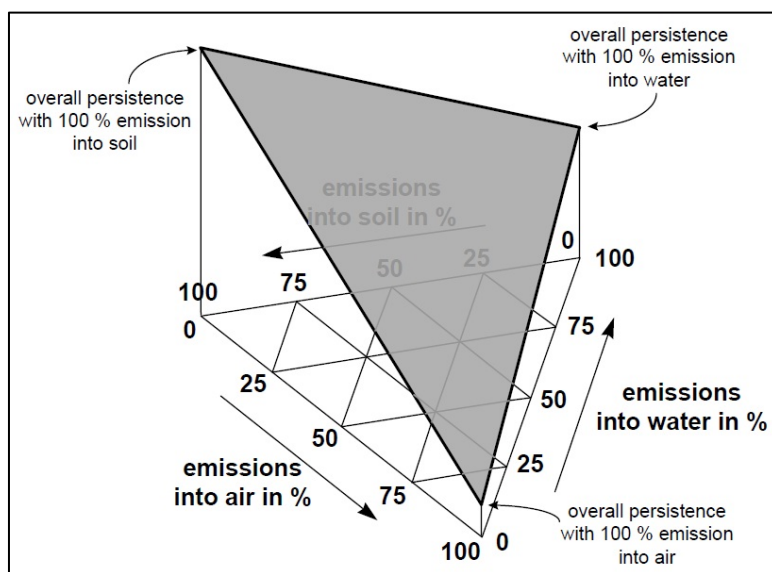 overall persistence
with 100 % emission
into water
overall persistence
with 100 % emission
into soil
emissions
into soil in %
0
100
25
50
75
100
0
75
25
50
50
25
75
100
0
emissions
into water in %
emissions
into air in %
overall persistence
with 100 % emission
into air